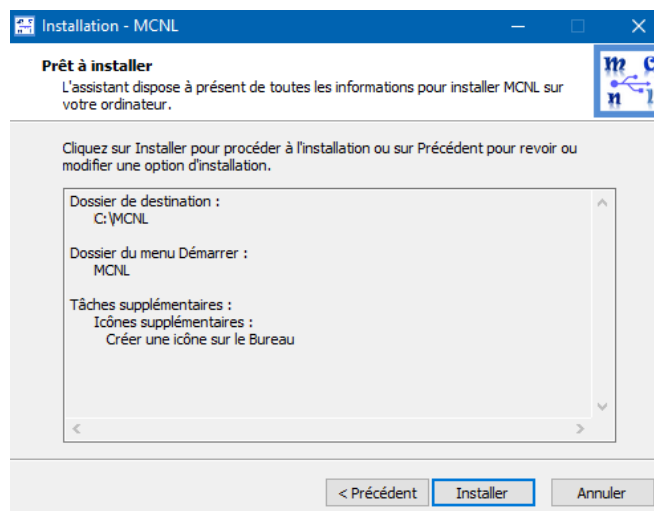 Installation - MCNL
Prêt à installer
L'assistant dispose à présent de toutes les informations pour installer MCNL sur
votre ordinateur.
m c
n l
Cliquez sur Installer pour procéder à l'installation ou sur Précédent pour revoir ou
modifier une option d'installation.
Dossier de destination :
C:\MCNL
Dossier du menu Démarrer :
MCNL
Tâches supplémentaires :
Icônes supplémentaires :
Créer une icône sur le Bureau
< Précédent Installer Annuler